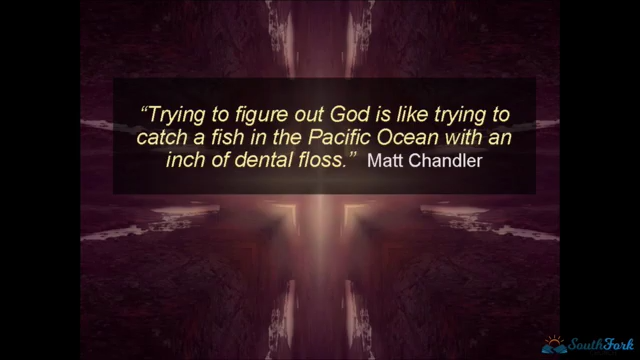 “Trying to figure out God is like trying to
catch a fish in the Pacific Ocean with an
inch of dental floss.” Matt Chandler
SouthFork